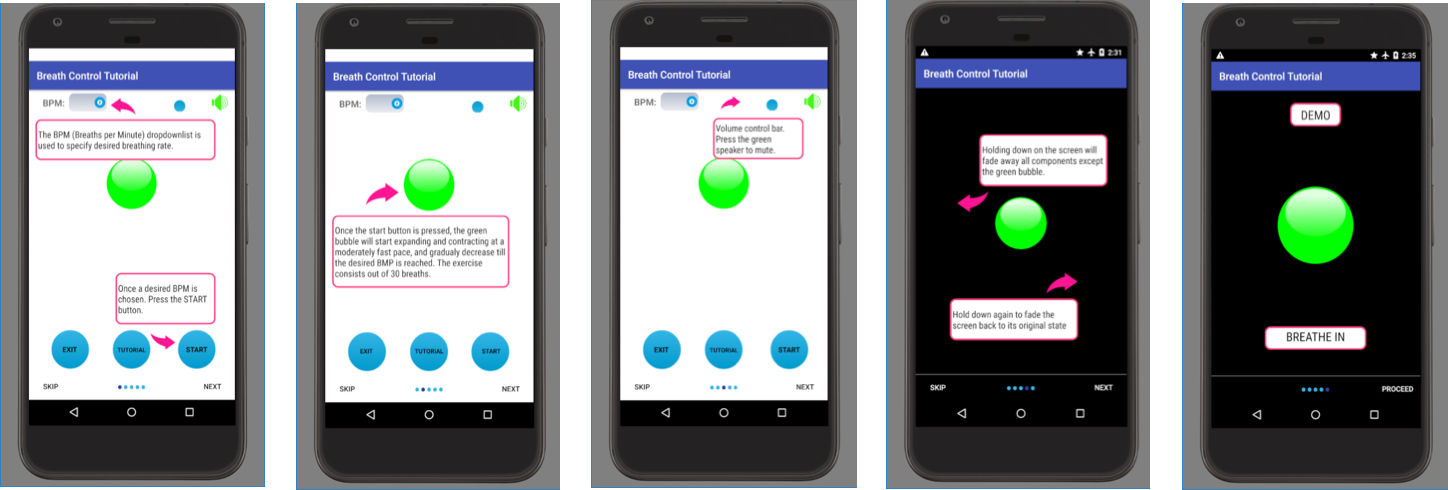 Breath Control Tutorial
BPM:
The BPM (Breaths per Minute) dropdownlist is
used to specify desired breathing rate.
Once a desired BPM is
chosen. Press the START
button.
EXIT
TUTORIAL
START
SKIP
NEXT
Breath Control Tutorial
BPM:
Once the start button is pressed, the green
bubble will start expanding and contracting at a
moderately fast pace, and gradualy decrease till
the desired BMP is reached. The exercise
consists out of 30 breaths.
EXIT
TUTORIAL
START
SKIP
NEXT
Breath Control Tutorial
BPM:
Volume control bar.
Press the green
speaker to mute.
EXIT
TUTORIAL
START
SKIP
NEXT
2:31
Breath Control Tutorial
Holding down on the screen will
fade away all components except
the green bubble.
Hold down again to fade the
screen back to its original state
SKIP
NEXT
2:35
Breath Control Tutorial
DEMO
BREATHE IN
PROCEED